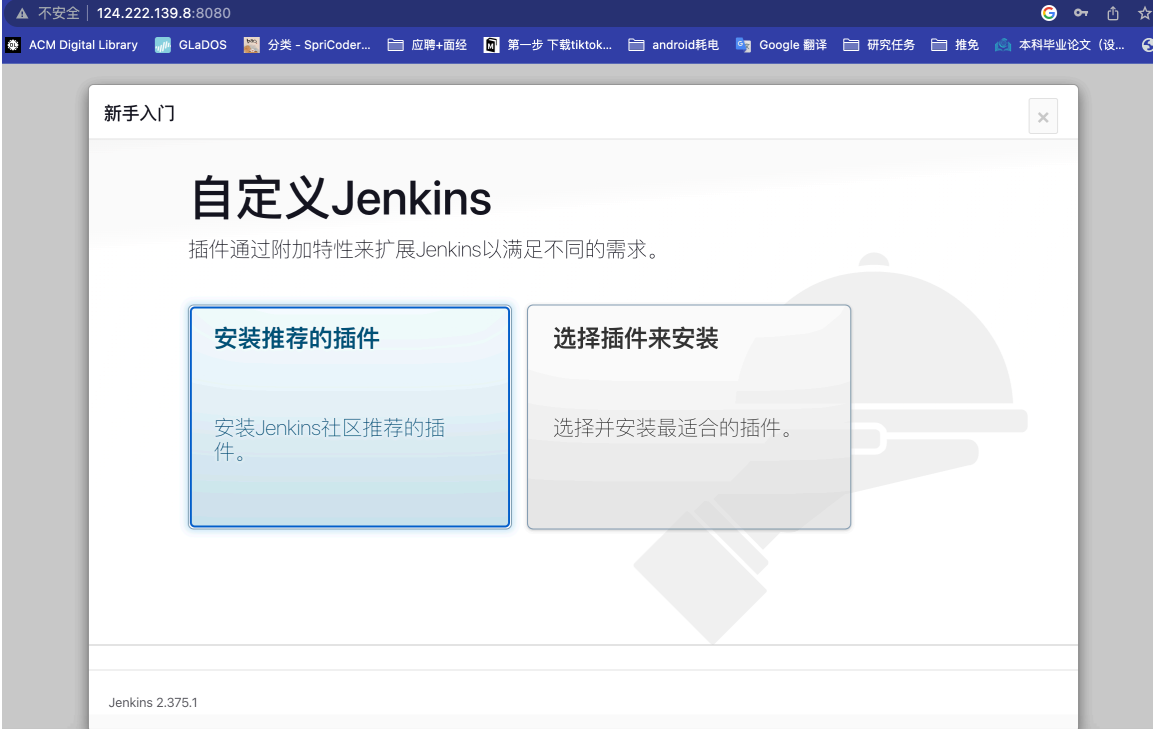 不安全 124.222.139.8:8080
ACM Digital Library GLaDOS 分类 - SpriCoder... 应聘+面经 第一步 下载tiktok... android耗电 Google 翻译 研究任务 推免 本科毕业论文（设...
新手入门
×
自定义Jenkins
插件通过附加特性来扩展Jenkins以满足不同的需求。
安装推荐的插件
选择插件来安装
安装Jenkins社区推荐的插
件。
选择并安装最适合的插件。
Jenkins 2.375.1